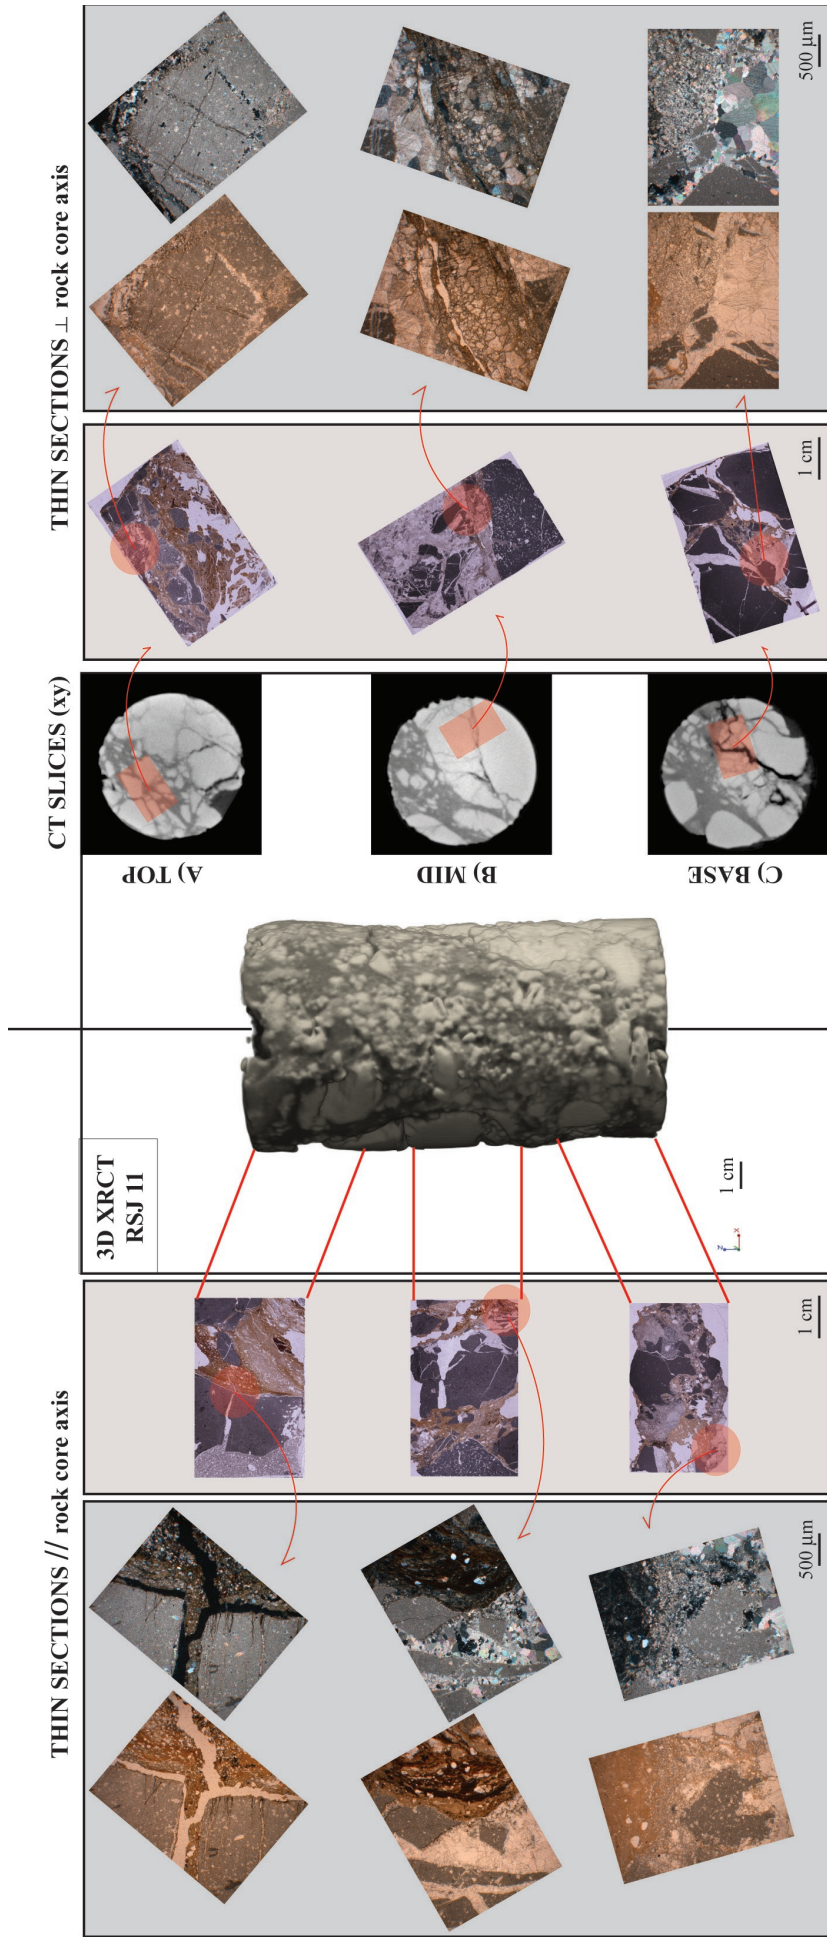 THIN SECTIONS // rock core axis
THIN SECTIONS ⊥ rock core axis
3D XRCT
RSJ 11
CT SLICES (xy)
A) TOP
B) MID
C) BASE
500 µm
1 cm
1 cm
z
x
1 cm
500 µm